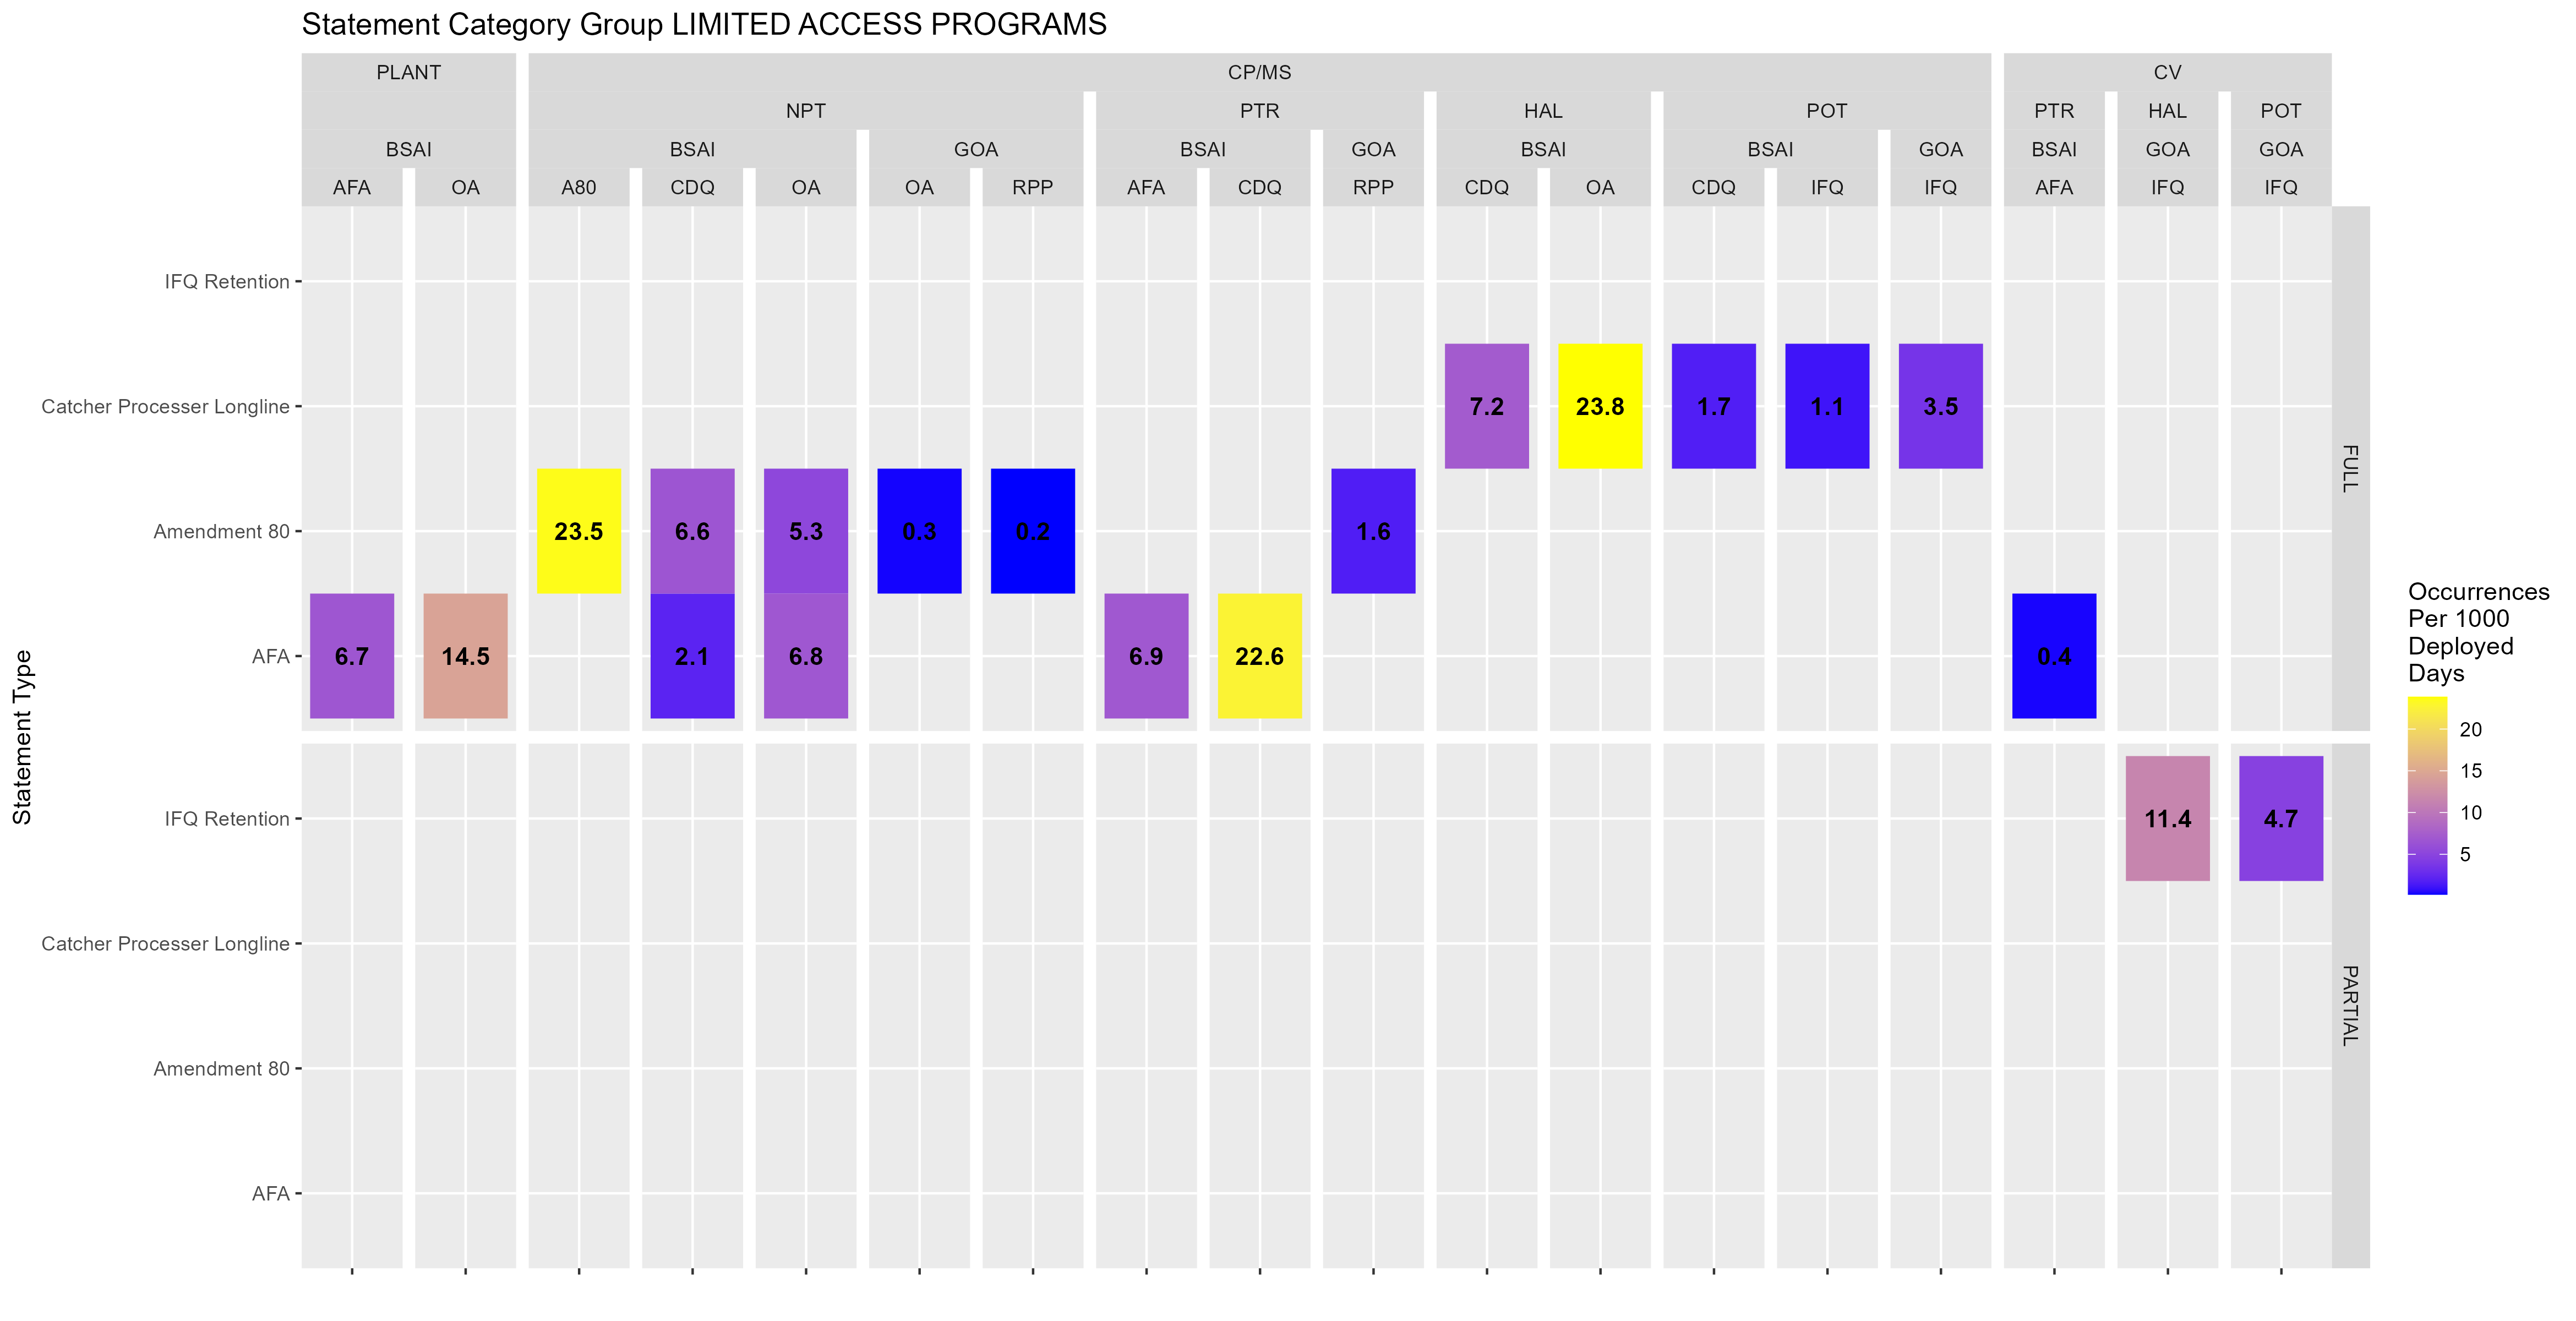 Statement Category Group LIMITED ACCESS PROGRAMS
PLANT CP/MS CV
NPT PTR HAL POT PTR HAL POT
BSAI BSAI GOA BSAI GOA BSAI BSAI GOA BSAI GOA GOA
AFA OA A80 CDQ OA OA RPP AFA CDQ RPP CDQ OA CDQ IFQ IFQ AFA IFQ IFQ
IFQ Retention
Catcher Processer Longline 7.2 23.8 1.7 1.1 3.5
Amendment 80 23.5 6.6 5.3 0.3 0.2 1.6
AFA 6.7 14.5 2.1 6.8 6.9 22.6 0.4
FULL
IFQ Retention 11.4 4.7
Catcher Processer Longline
Amendment 80
AFA
PARTIAL
Statement Type
Occurrences
Per 1000
Deployed
Days
20
15
10
5